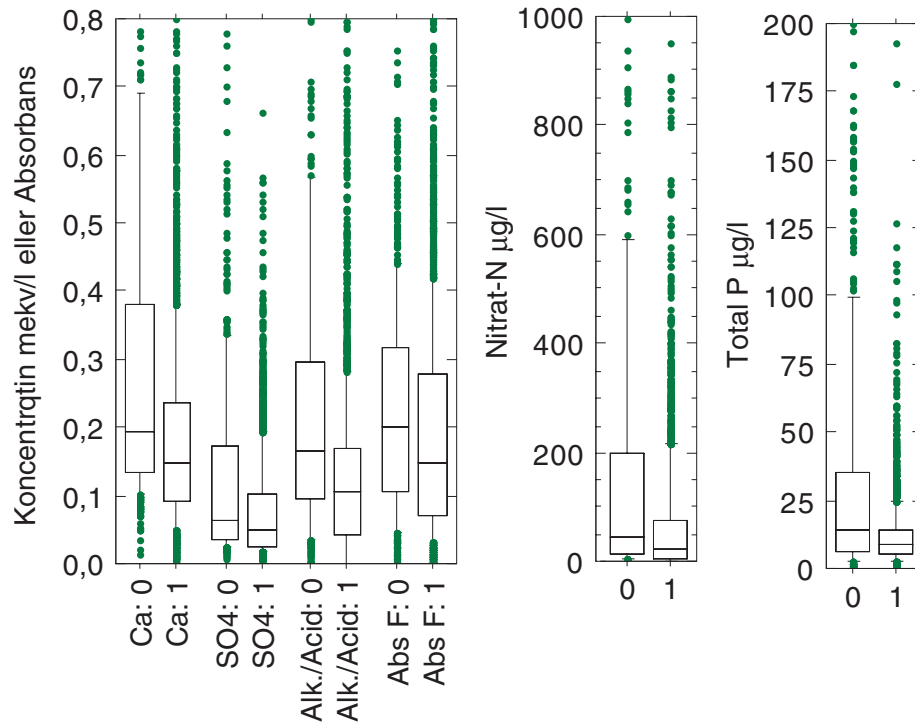 Koncentrqtin mekv/l eller Absorbans
0,8
0,7
0,6
0,5
0,4
0,3
0,2
0,1
0,0
Ca: 0
Ca: 1
SO4: 0
SO4: 1
Alk./Acid: 0
Alk./Acid: 1
Abs F: 0
Abs F: 1
Nitrat-N µg/l
1000
800
600
400
200
0
0 1
Total P µg/l
200
175
150
125
100
75
50
25
0
0 1